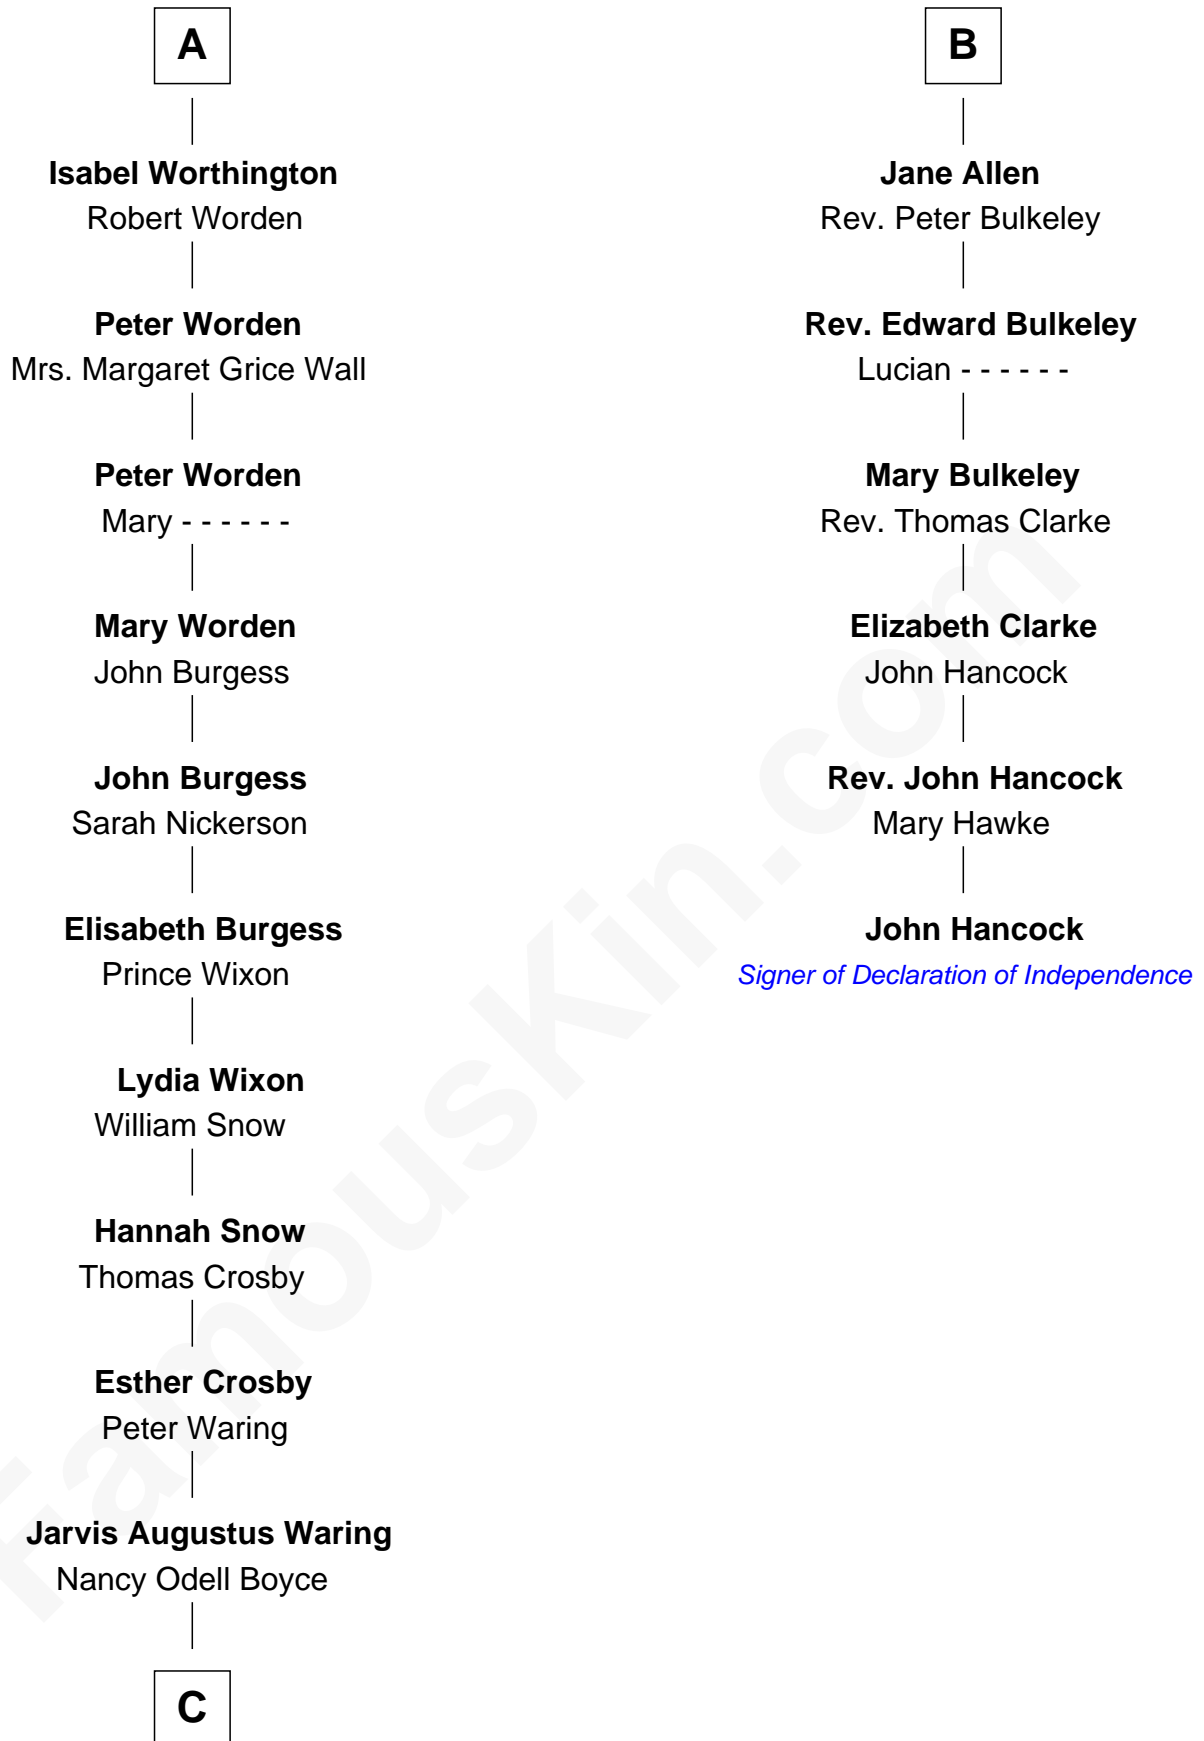 A
Isabel Worthington
Robert Worden
Peter Worden
Mrs. Margaret Grice Wall
Peter Worden
Mary - - - - - -
Mary Worden
John Burgess
John Burgess
Sarah Nickerson
Elisabeth Burgess
Prince Wixon
Lydia Wixon
William Snow
Hannah Snow
Thomas Crosby
Esther Crosby
Peter Waring
Jarvis Augustus Waring
Nancy Odell Boyce
C
B
Jane Allen
Rev. Peter Bulkeley
Rev. Edward Bulkeley
Lucian - - - - - -
Mary Bulkeley
Rev. Thomas Clarke
Elizabeth Clarke
John Hancock
Rev. John Hancock
Mary Hawke
John Hancock
Signer of Declaration of Independence
FamousKin.com